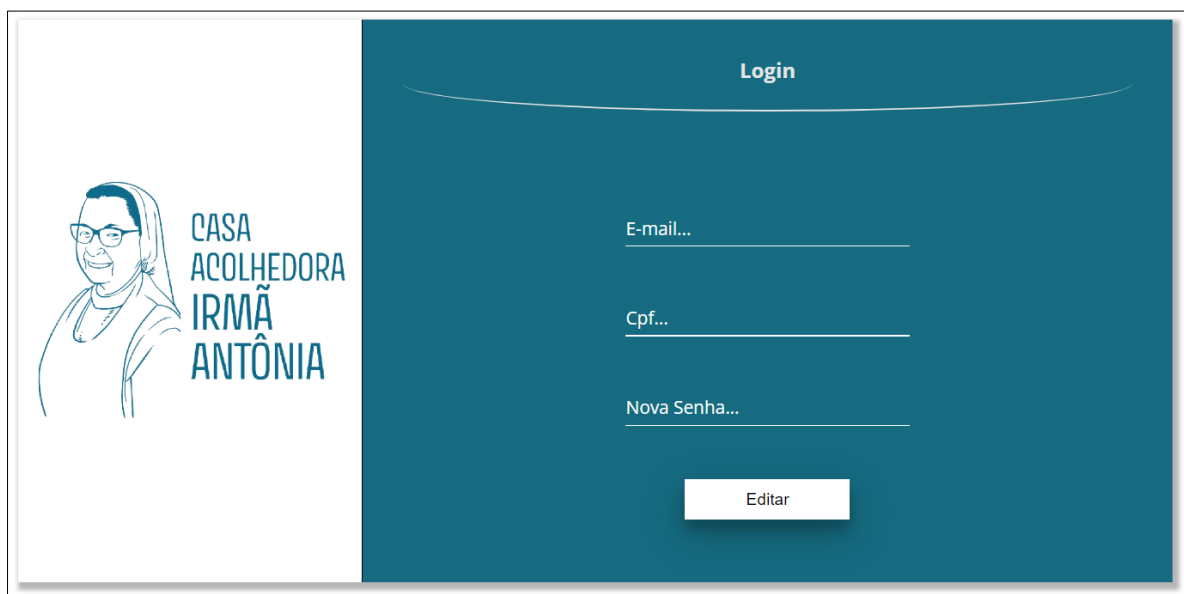 CASA
ACOLHEDORA
IRMÃ
ANTÔNIA
Login
E-mail...
Cpf...
Nova Senha...
Editar